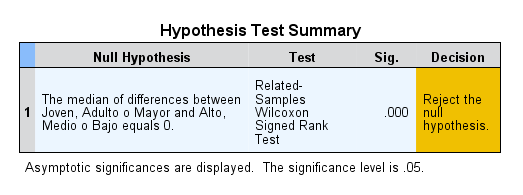 Hypothesis Test Summary
Null Hypothesis Test Sig. Decision
1 The median of differences between Joven, Adulto o Mayor and Alto, Medio o Bajo equals 0. Related-Samples Wilcoxon Signed Rank Test .000 Reject the null hypothesis.
Asymptotic significances are displayed. The significance level is .05.